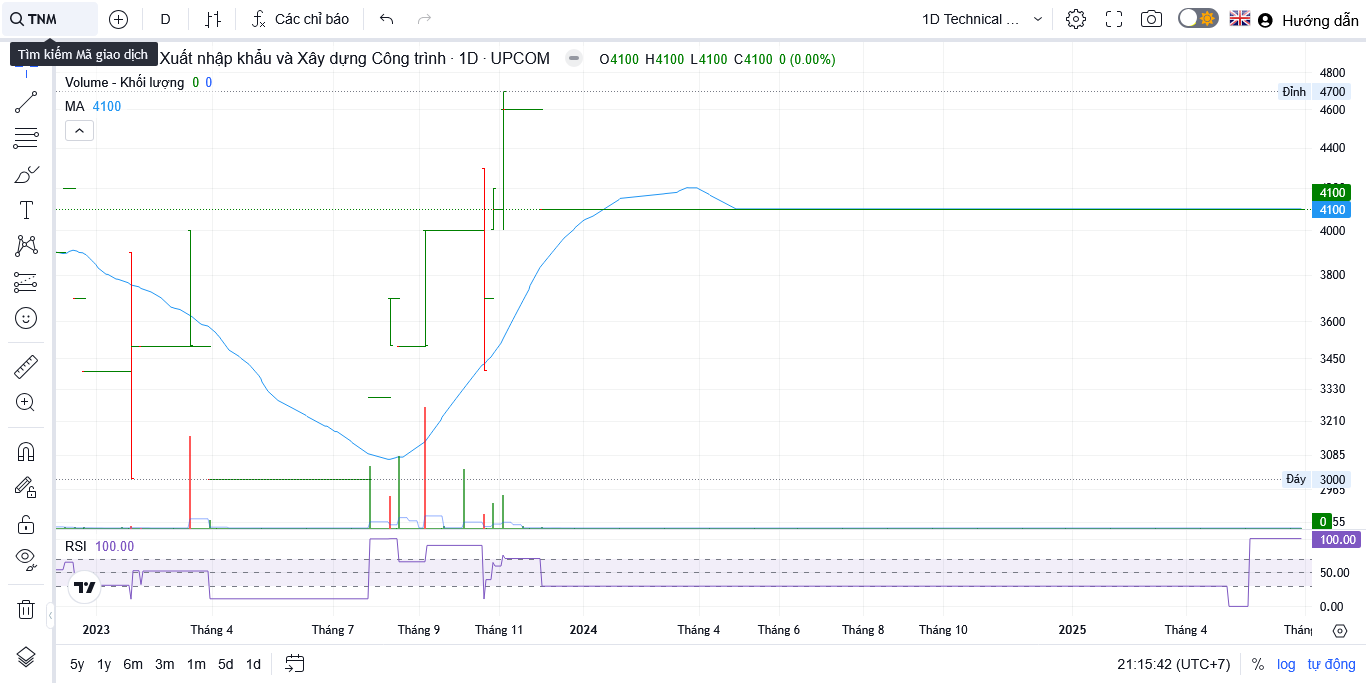 TNM D Các chỉ báo 1D Technical ... Hướng dẫn
Tìm kiếm Mã giao dịch
Xuất nhập khẩu và Xây dựng Công trình · 1D · UPCOM O4100 H4100 L4100 C4100 0 (0.00%)
Volume - Khối lượng 0 0
MA 4100
4800
Đỉnh 4700
4600
4400
4100
4100
4000
3800
3600
3450
3330
3210
3085
Đáy 3000
2965
0 55
RSI 100.00
100.00
50.00
0.00
2023 Tháng 4 Tháng 7 Tháng 9 Tháng 11 2024 Tháng 4 Tháng 6 Tháng 8 Tháng 10 2025 Tháng 4 Thán
5y 1y 6m 3m 1m 5d 1d 21:15:42 (UTC+7) % log tự động